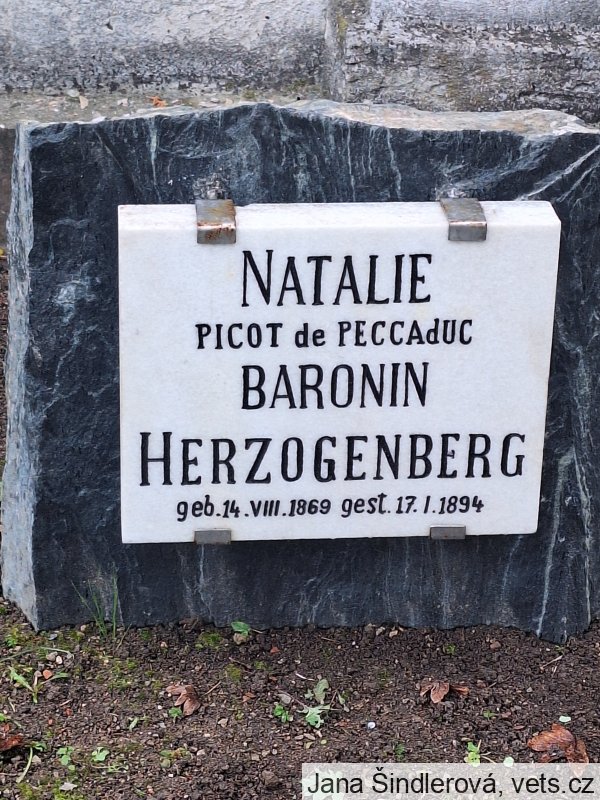 NATALIE
PICOT de PECCAdUC
BARONIN
HERZOGENBERG
geb. 14. VIII. 1869 gest. 17. I. 1894
Jana Šindlerová, vets.cz